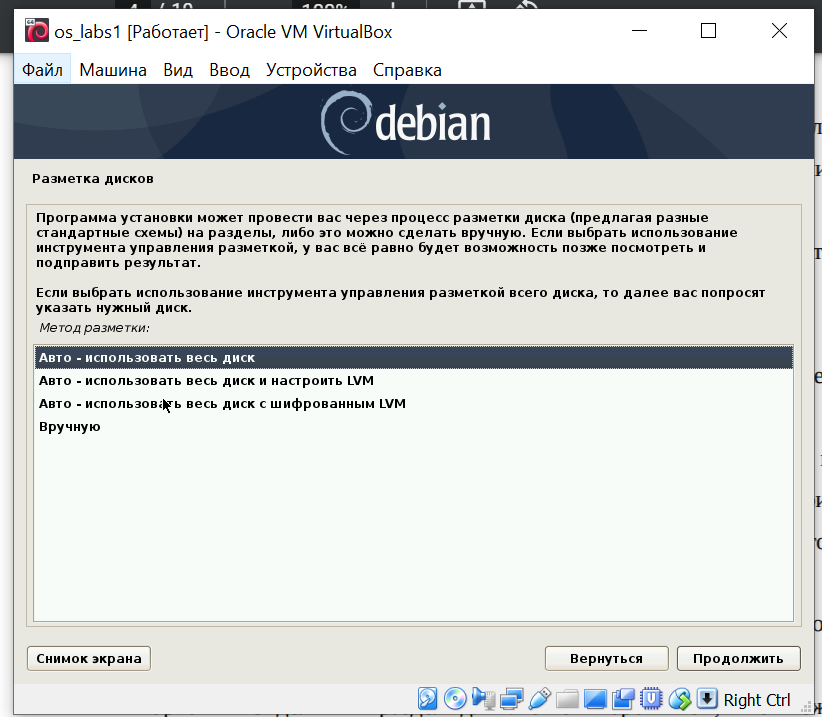 os_labs1 [Работает] - Oracle VM VirtualBox
Файл Машина Вид Ввод Устройства Справка
debian
Разметка дисков
Программа установки может провести вас через процесс разметки диска (предлагая разные
стандартные схемы) на разделы, либо это можно сделать вручную. Если выбрать использование
инструмента управления разметкой, у вас всё равно будет возможность позже посмотреть и
подправить результат.
Если выбрать использование инструмента управления разметкой всего диска, то далее вас попросят
указать нужный диск.
Метод разметки:
Авто - использовать весь диск
Авто - использовать весь диск и настроить LVM
Авто - использовать весь диск с шифрованным LVM
Вручную
Снимок экрана Вернуться Продолжить
Right Ctrl